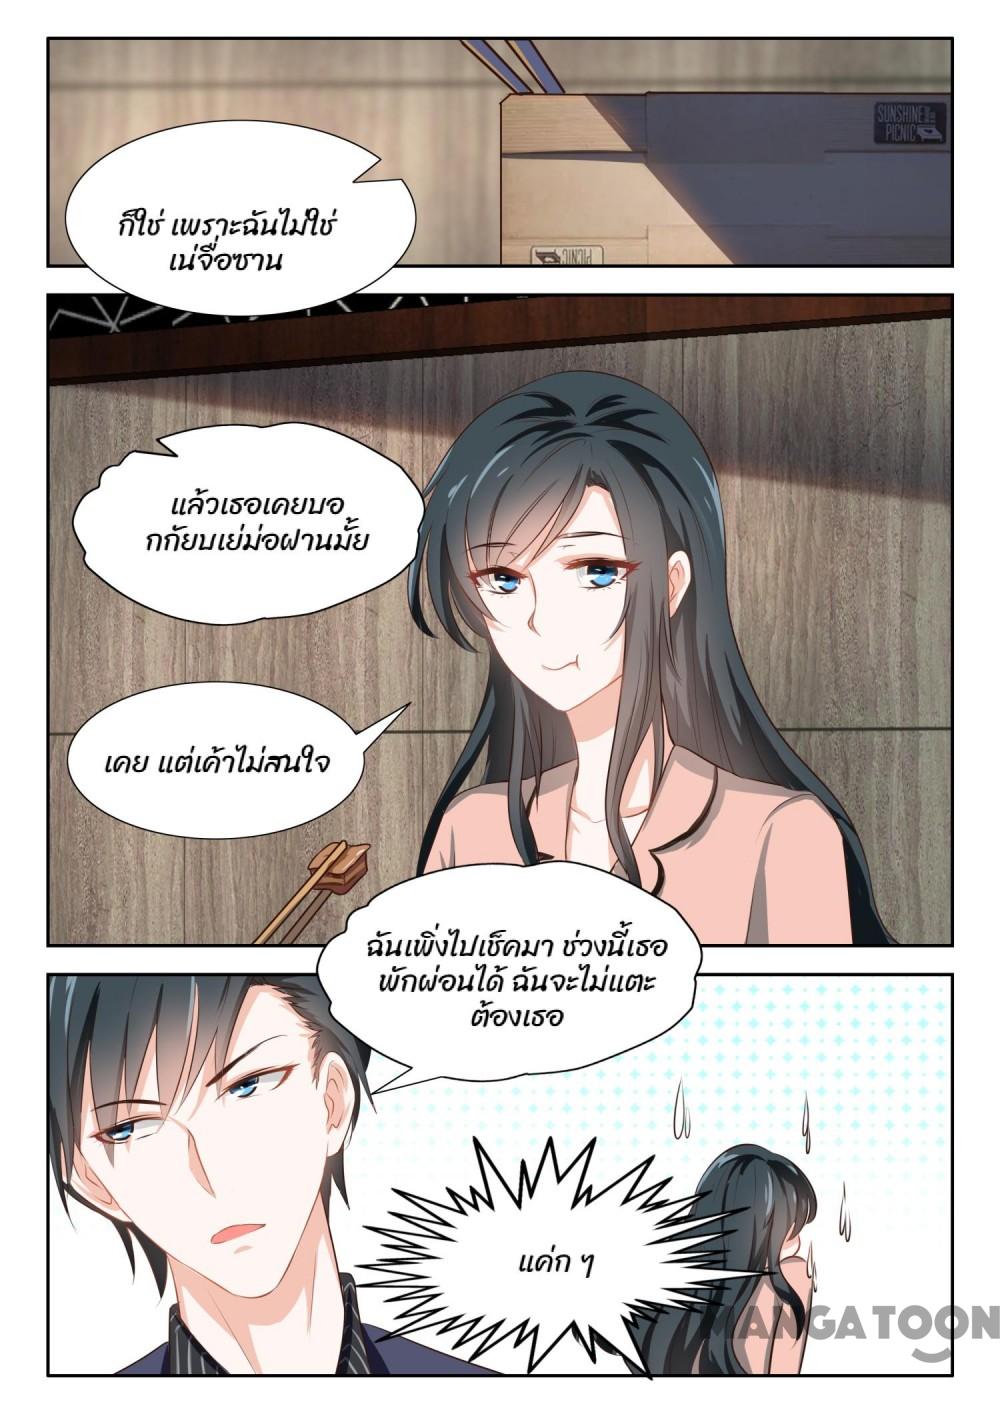 SUNSHINE
PICNIC
PICNIC
ก็ใช่ เพราะฉันไม่ใช่
เน่จื่อซาน
แล้วเธอเคยบอ
กกับยเย่ม่อฝานมั้ย
เคย แต่เค้าไม่สนใจ
ฉันเพิ่งไปเช็คมา ช่วงนี้เธอ
พักผ่อนได้ ฉันจะไม่แตะ
ต้องเธอ
แค่ก ๆ
MANGATOON